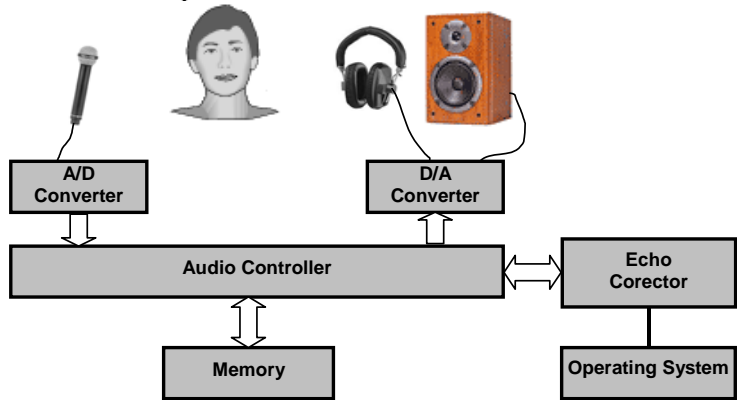 A/D
Converter
D/A
Converter
Audio Controller
Echo
Corector
Memory
Operating System